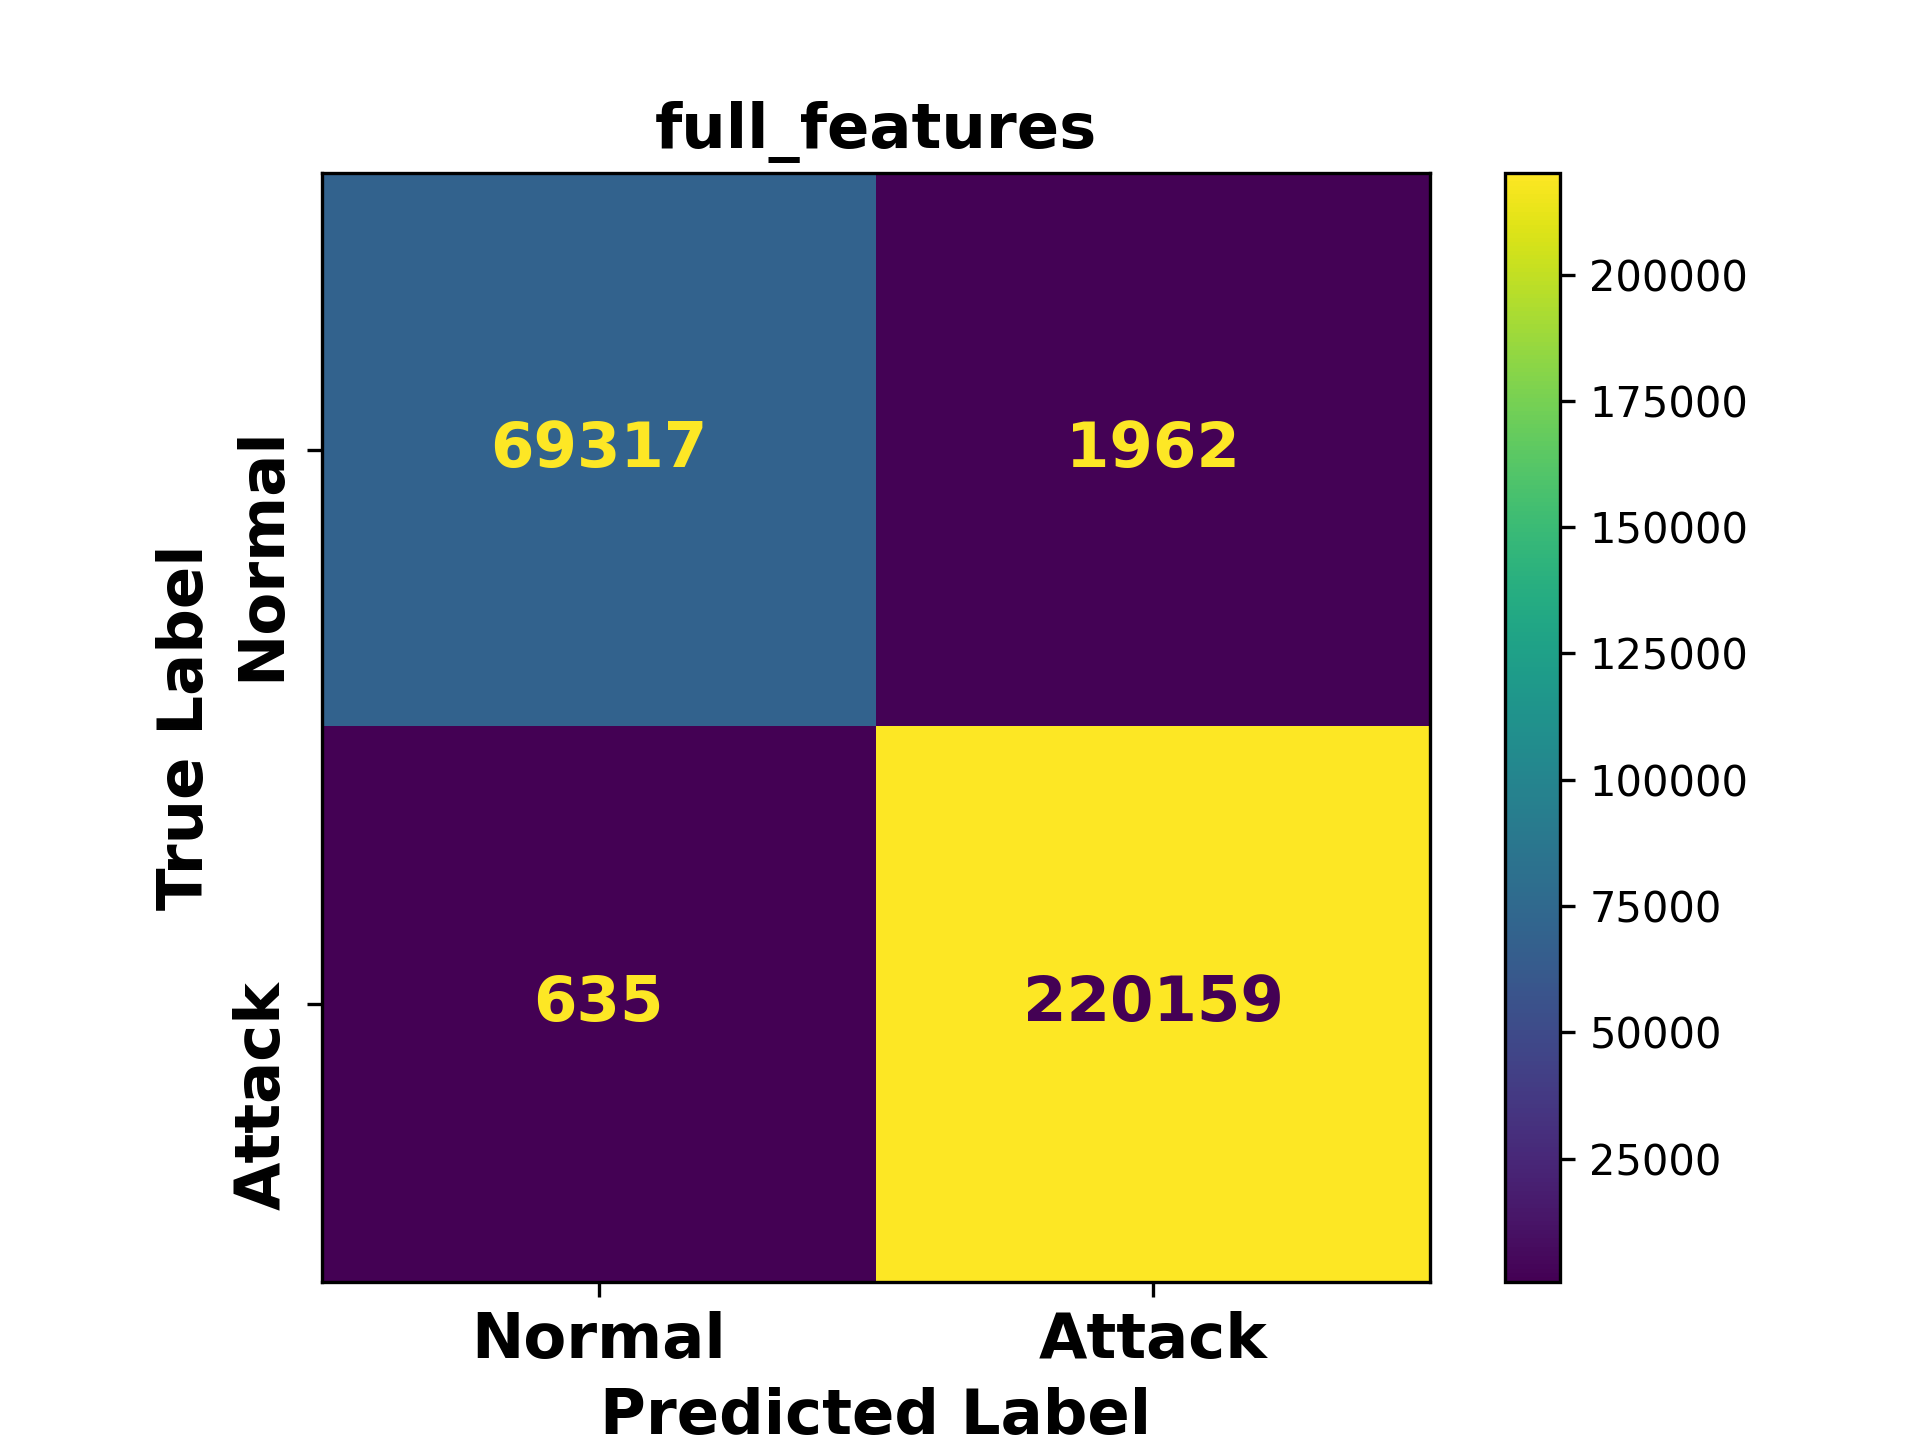 full_features
True Label
Normal
69317
1962
Attack
635
220159
Normal
Attack
Predicted Label
200000
175000
150000
125000
100000
75000
50000
25000